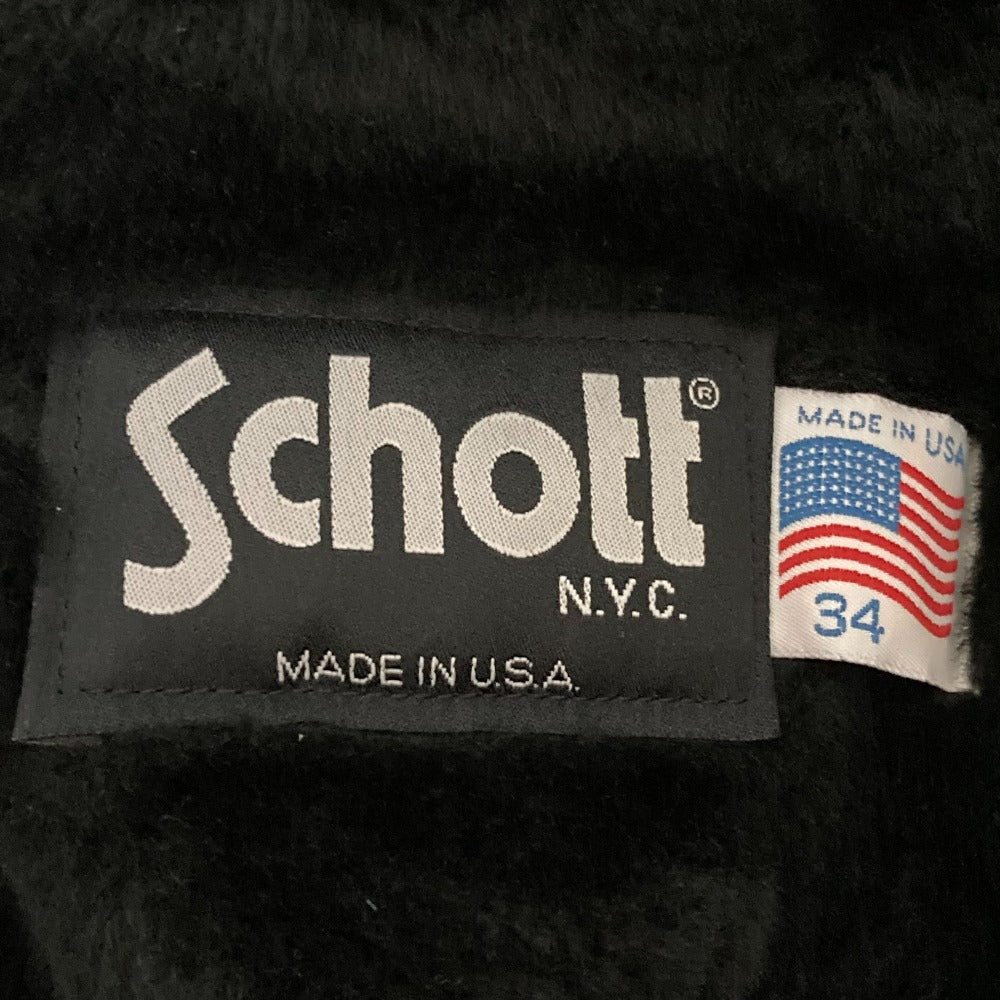 Schott®
N.Y.C.
MADE IN U.S.A.
MADE IN USA
34